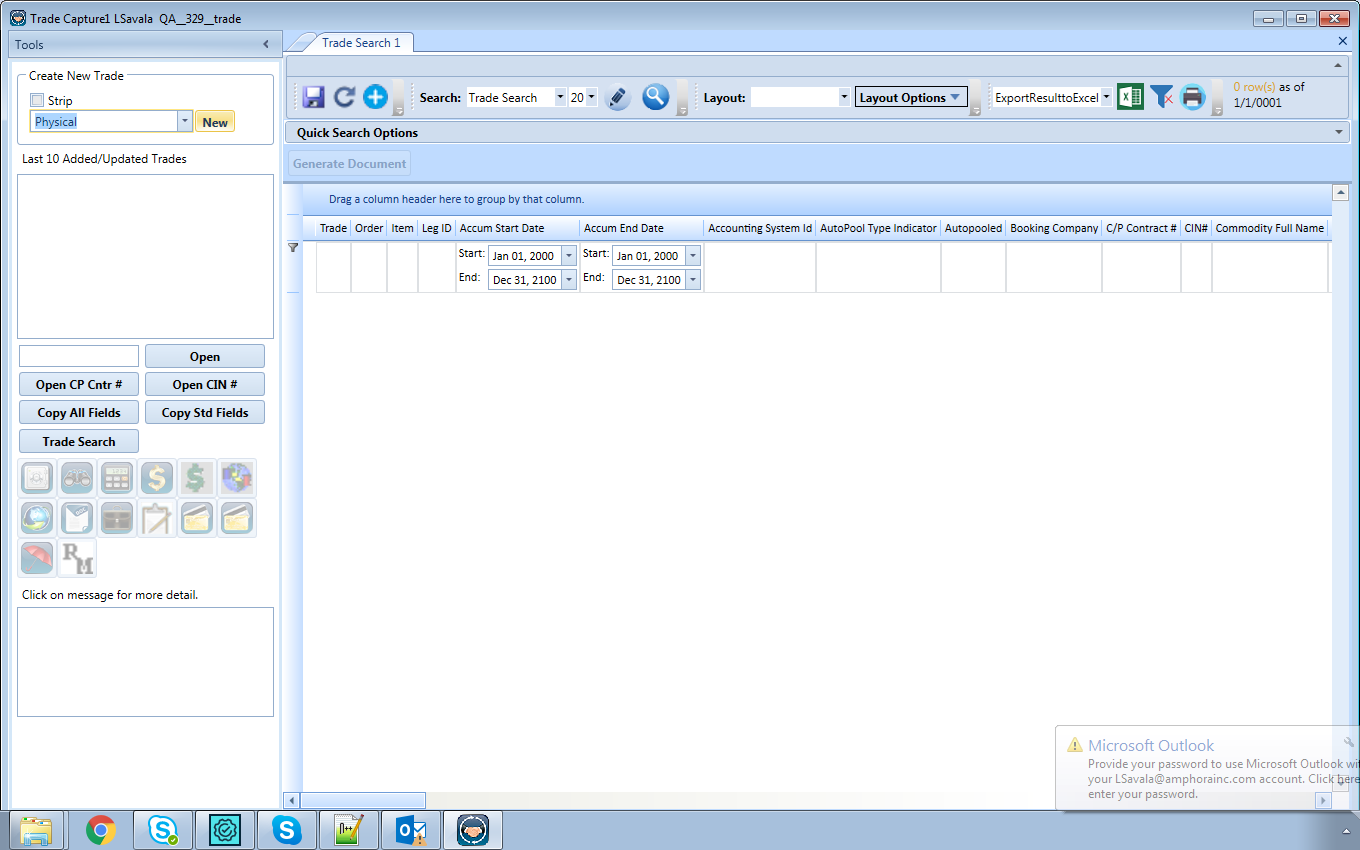 Trade Capture1 LSavala QA__329__trade
Tools
Trade Search 1
Create New Trade
Strip
Physical
New
Last 10 Added/Updated Trades
Search:
Trade Search
20
Layout:
Layout Options
ExportResulttoExcel
0 row(s) as of
1/1/0001
Quick Search Options
Generate Document
Drag a column header here to group by that column.
Trade Order Item Leg ID Accum Start Date Accum End Date Accounting System Id AutoPool Type Indicator Autopooled Booking Company C/P Contract # CIN# Commodity Full Name
Start: Jan 01, 2000 Start: Jan 01, 2000
End: Dec 31, 2100 End: Dec 31, 2100
Open
Open CP Cntr # Open CIN #
Copy All Fields Copy Std Fields
Trade Search
RM
Click on message for more detail.
Microsoft Outlook
Provide your password to use Microsoft Outlook wit
your LSavala@amphorainc.com account. Click here
enter your password.